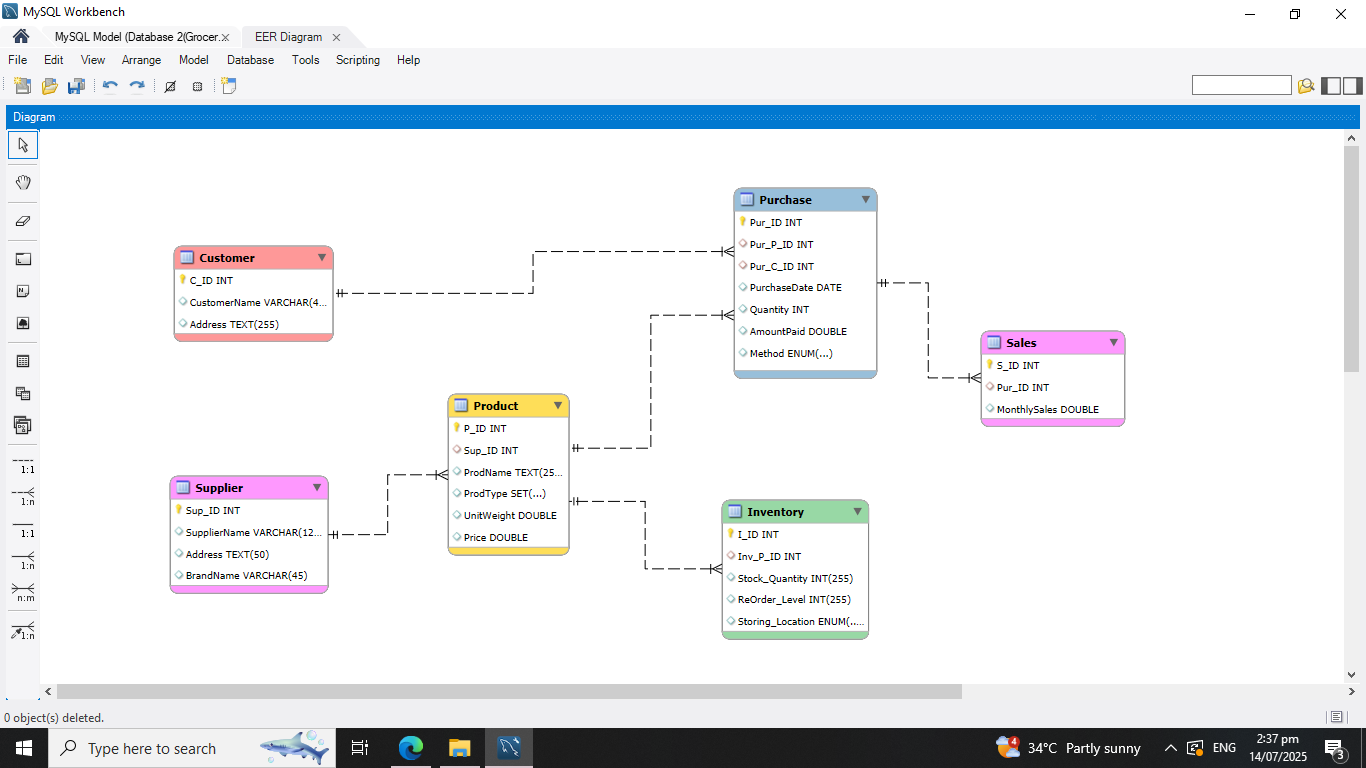 MySQL Workbench
MySQL Model (Database 2(Grocer... ×
EER Diagram ×
File Edit View Arrange Model Database Tools Scripting Help
Diagram
Purchase
Pur_ID INT
Pur_P_ID INT
Pur_C_ID INT
PurchaseDate DATE
Quantity INT
AmountPaid DOUBLE
Method ENUM(...)
Customer
C_ID INT
CustomerName VARCHAR(4...
Address TEXT(255)
Sales
S_ID INT
Pur_ID INT
MonthlySales DOUBLE
Product
P_ID INT
Sup_ID INT
ProdName TEXT(25...
ProdType SET(...)
UnitWeight DOUBLE
Price DOUBLE
Supplier
Sup_ID INT
SupplierName VARCHAR(12...
Address TEXT(50)
BrandName VARCHAR(45)
Inventory
I_ID INT
Inv_P_ID INT
Stock_Quantity INT(255)
ReOrder_Level INT(255)
Storing_Location ENUM(.....
1:1
1:n
1:1
1:n
n:m
1:n
0 object(s) deleted.
Type here to search
4
34°C Partly sunny
ENG
2:37 pm
14/07/2025
3